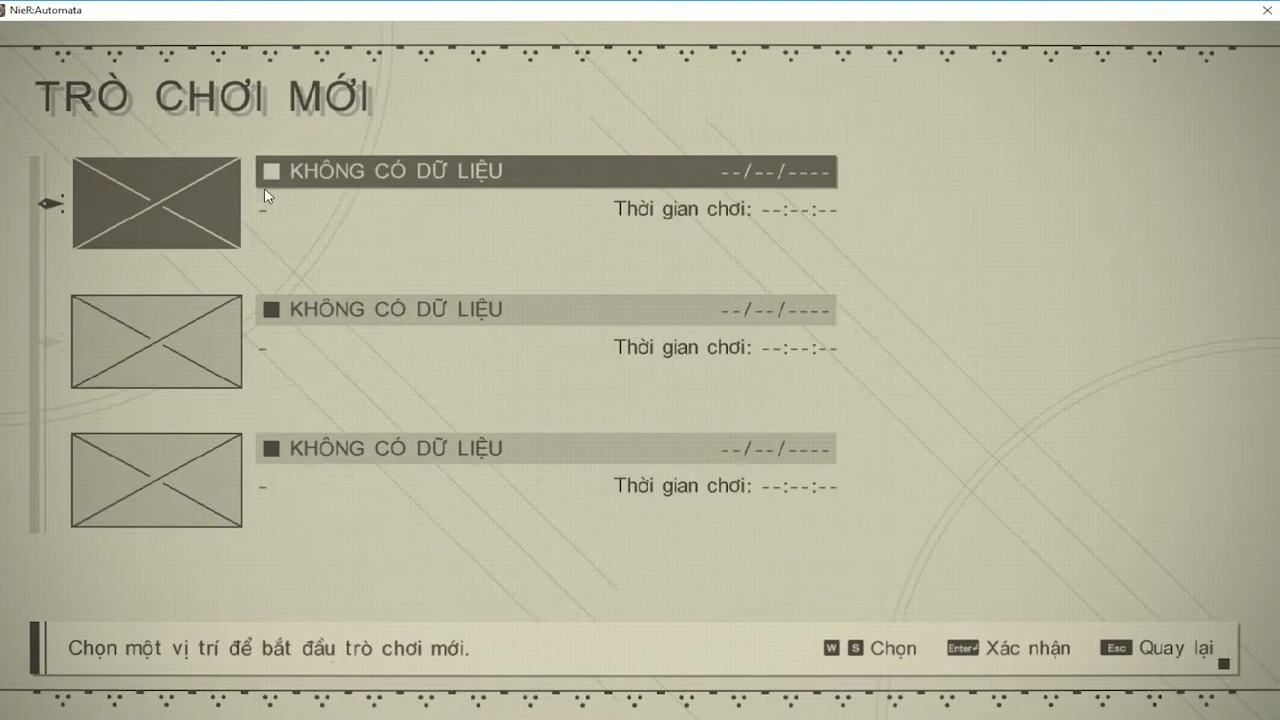 NieR:Automata
TRÒ CHƠI MỚI
KHÔNG CÓ DỮ LIỆU --/--/----
- Thời gian chơi: --:--:--
KHÔNG CÓ DỮ LIỆU --/--/----
- Thời gian chơi: --:--:--
KHÔNG CÓ DỮ LIỆU --/--/----
- Thời gian chơi: --:--:--
Chọn một vị trí để bắt đầu trò chơi mới. W S Chọn Enter↵ Xác nhận Esc Quay lại